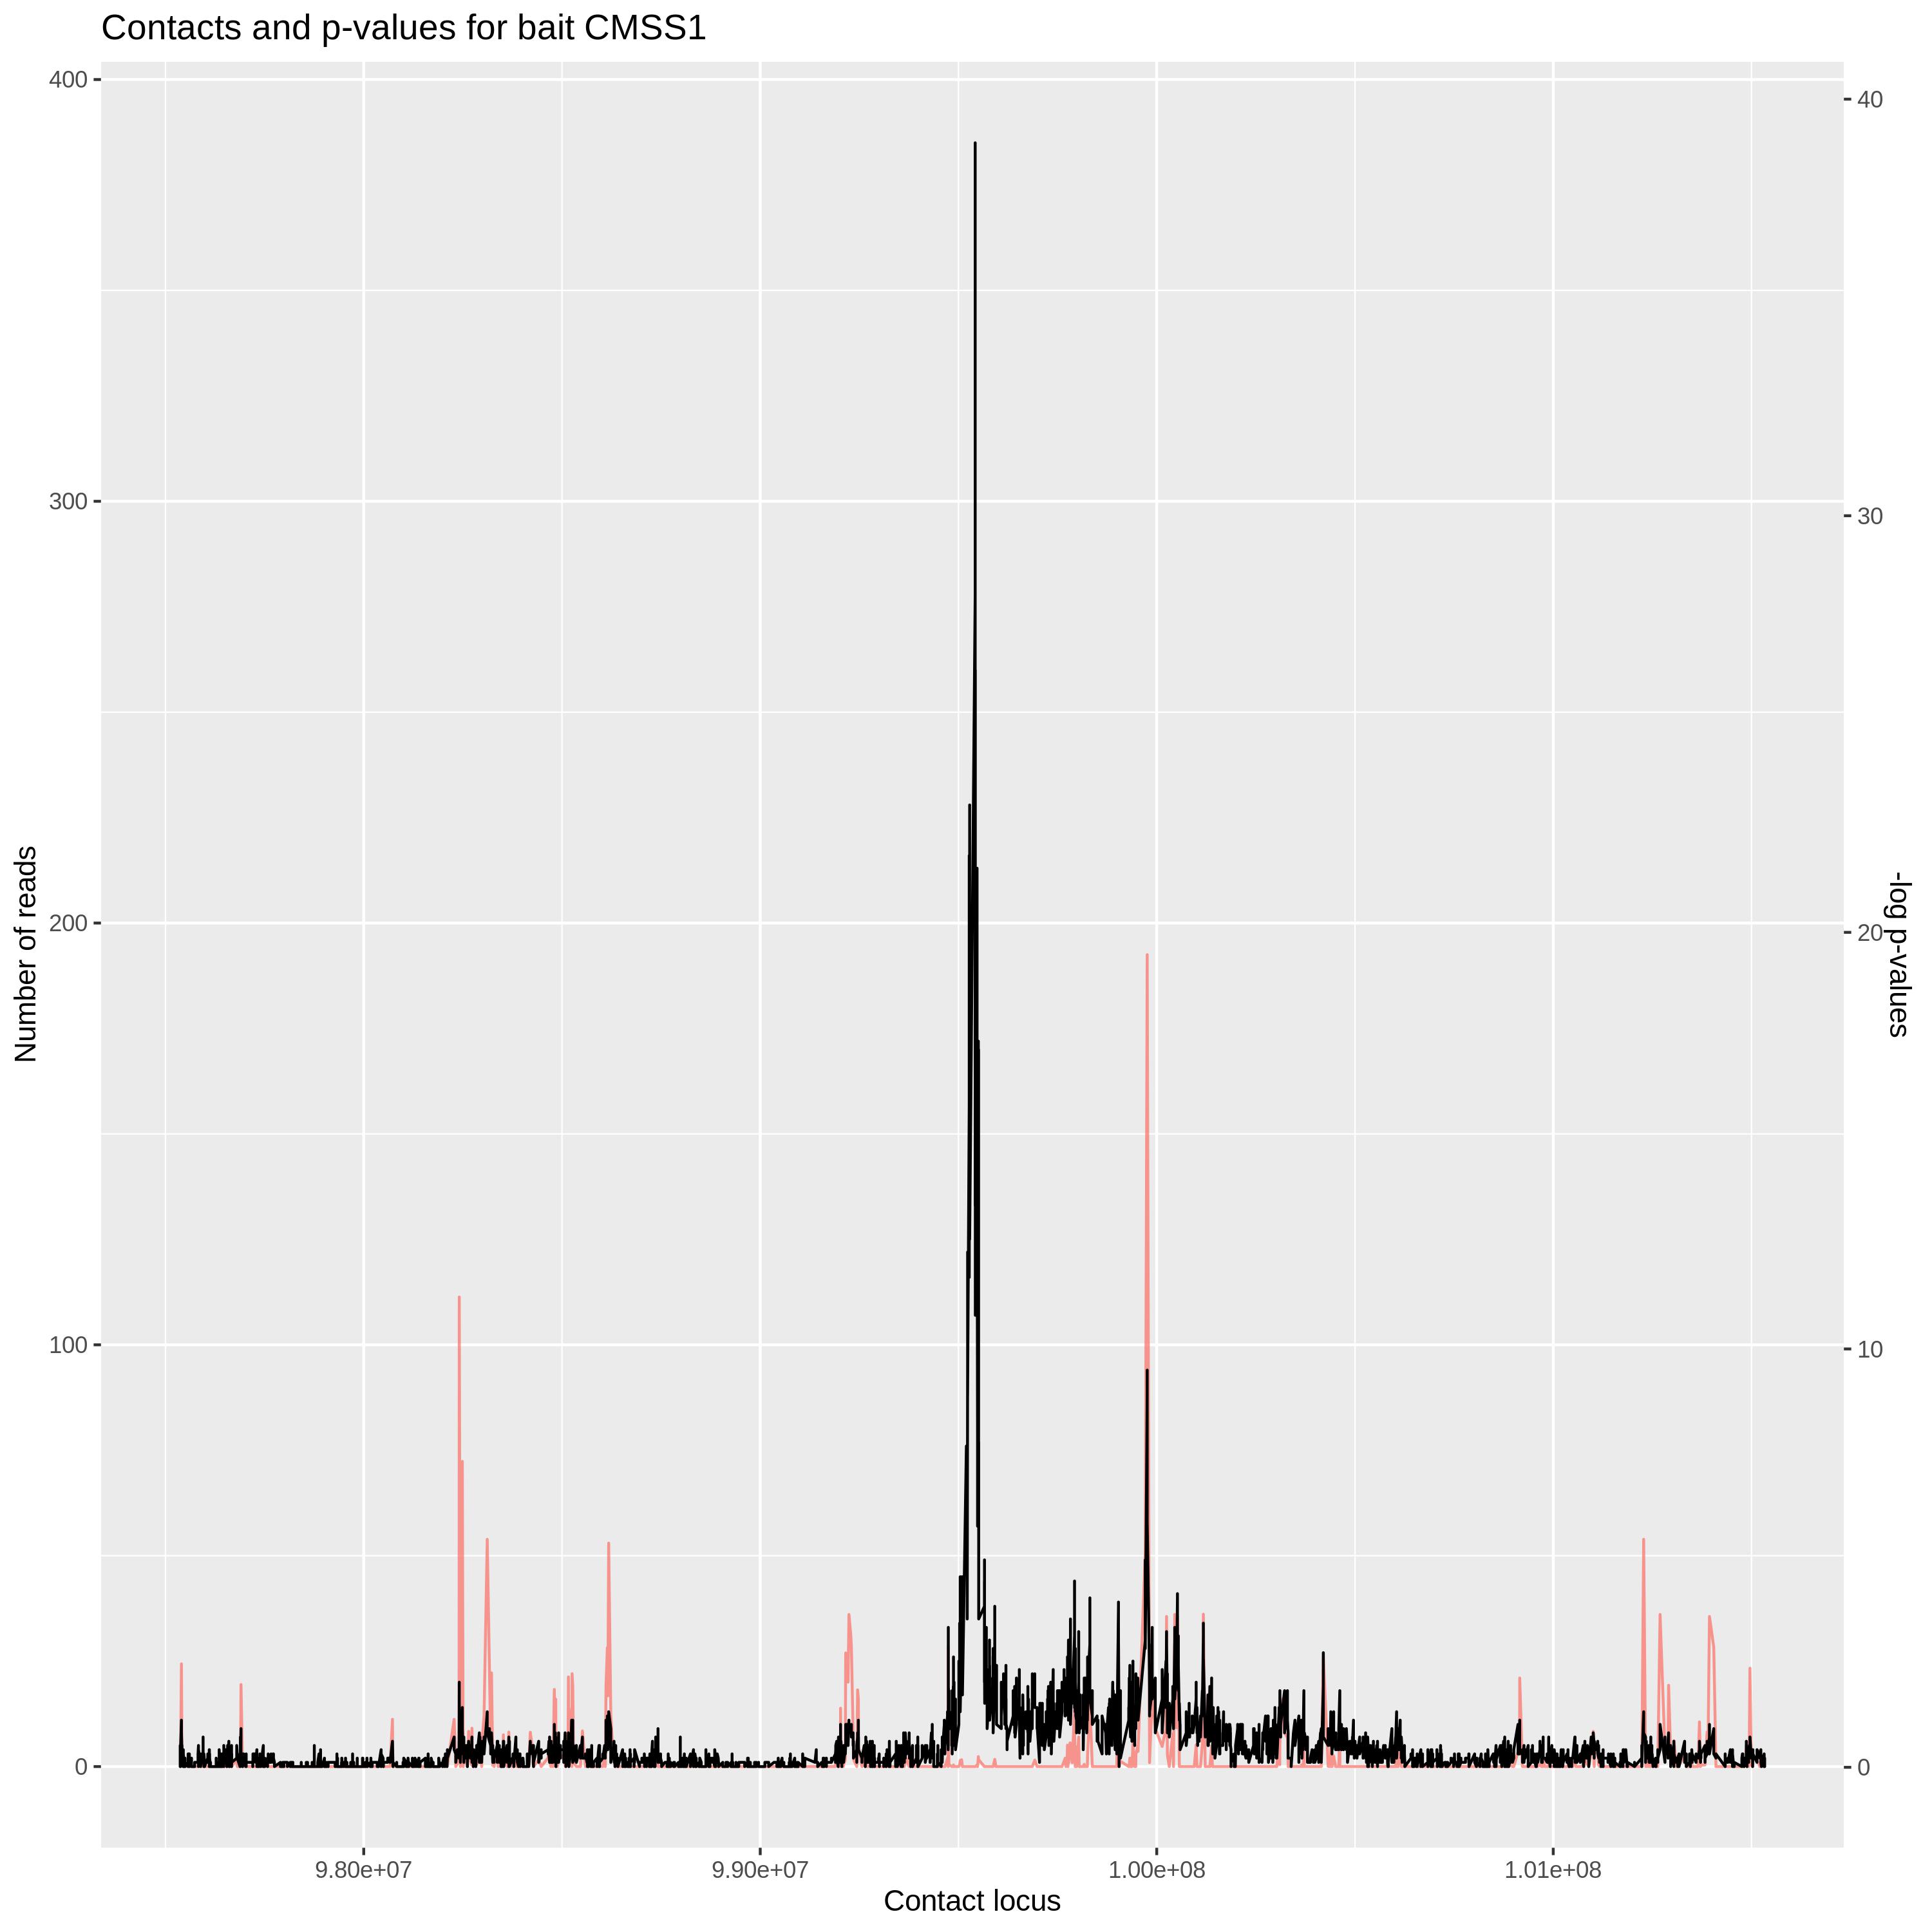 Contacts and p-values for bait CMSS1
400
300
200
100
0
Number of reads
40
30
20
10
0
-log p-values
9.80e+07
9.90e+07
1.00e+08
1.01e+08
Contact locus